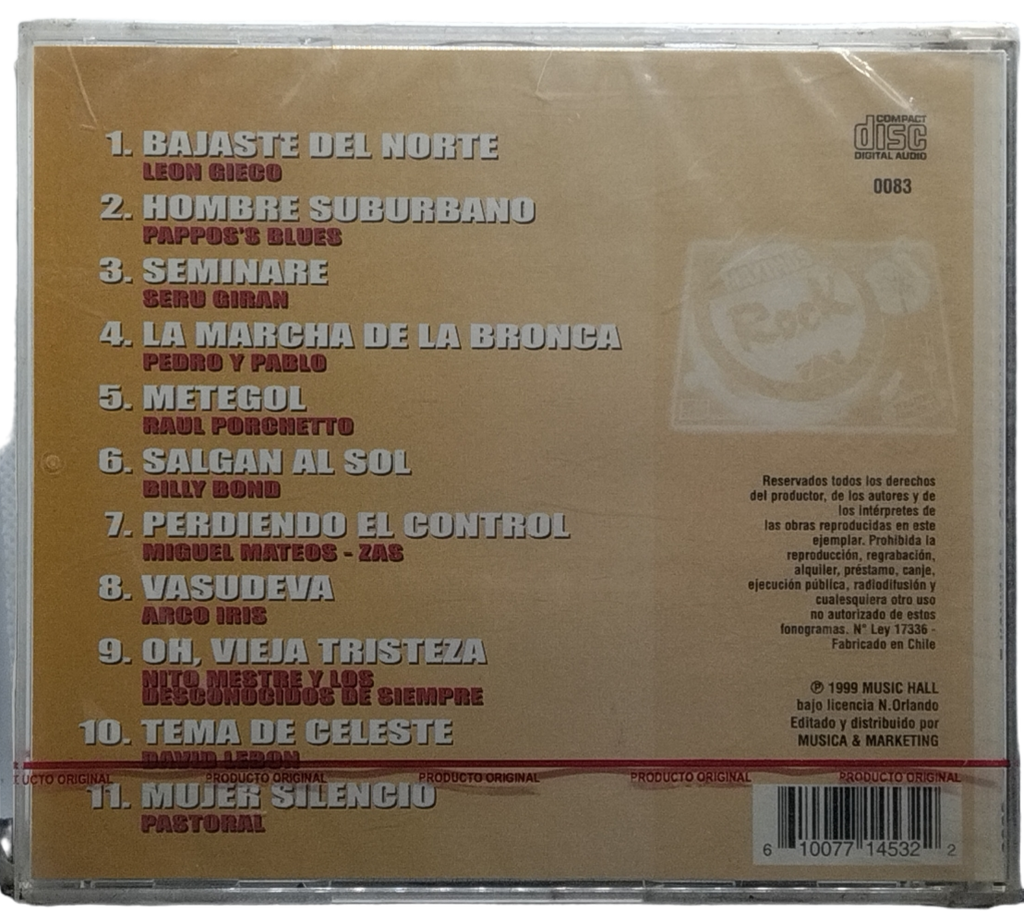 1. BAJASTE DEL NORTE
LEON GIECO
2. HOMBRE SUBURBANO
PAPPOS'S BLUES
3. SEMINARE
SERU GIRAN
4. LA MARCHA DE LA BRONCA
PEDRO Y PABLO
5. METEGOL
RAUL PORCHETTO
6. SALGAN AL SOL
BILLY BOND
7. PERDIENDO EL CONTROL
MIGUEL MATEOS - ZAS
8. VASUDEVA
ARCO IRIS
9. OH, VIEJA TRISTEZA
NITO MESTRE Y LOS
DESCONOCIDOS DE SIEMPRE
10. TEMA DE CELESTE
DAVID LEBON
11. MUJER SILENCIO
PASTORAL
COMPACT
disc
DIGITAL AUDIO
0083
Rock
Reservados todos los derechos
del productor, de los autores y de
los intérpretes de
las obras reproducidas en este
ejemplar. Prohibida la
reproducción, regrabación,
alquiler, préstamo, canje,
ejecución pública, radiodifusión y
cualesquiera otro uso
no autorizado de estos
fonogramas. N° Ley 17336 -
Fabricado en Chile
℗ 1999 MUSIC HALL
bajo licencia N.Orlando
Editado y distribuido por
MUSICA & MARKETING
UCTO ORIGINAL PRODUCTO ORIGINAL PRODUCTO ORIGINAL PRODUCTO ORIGINAL PRODUCTO ORIGINAL
6 10077 14532 2